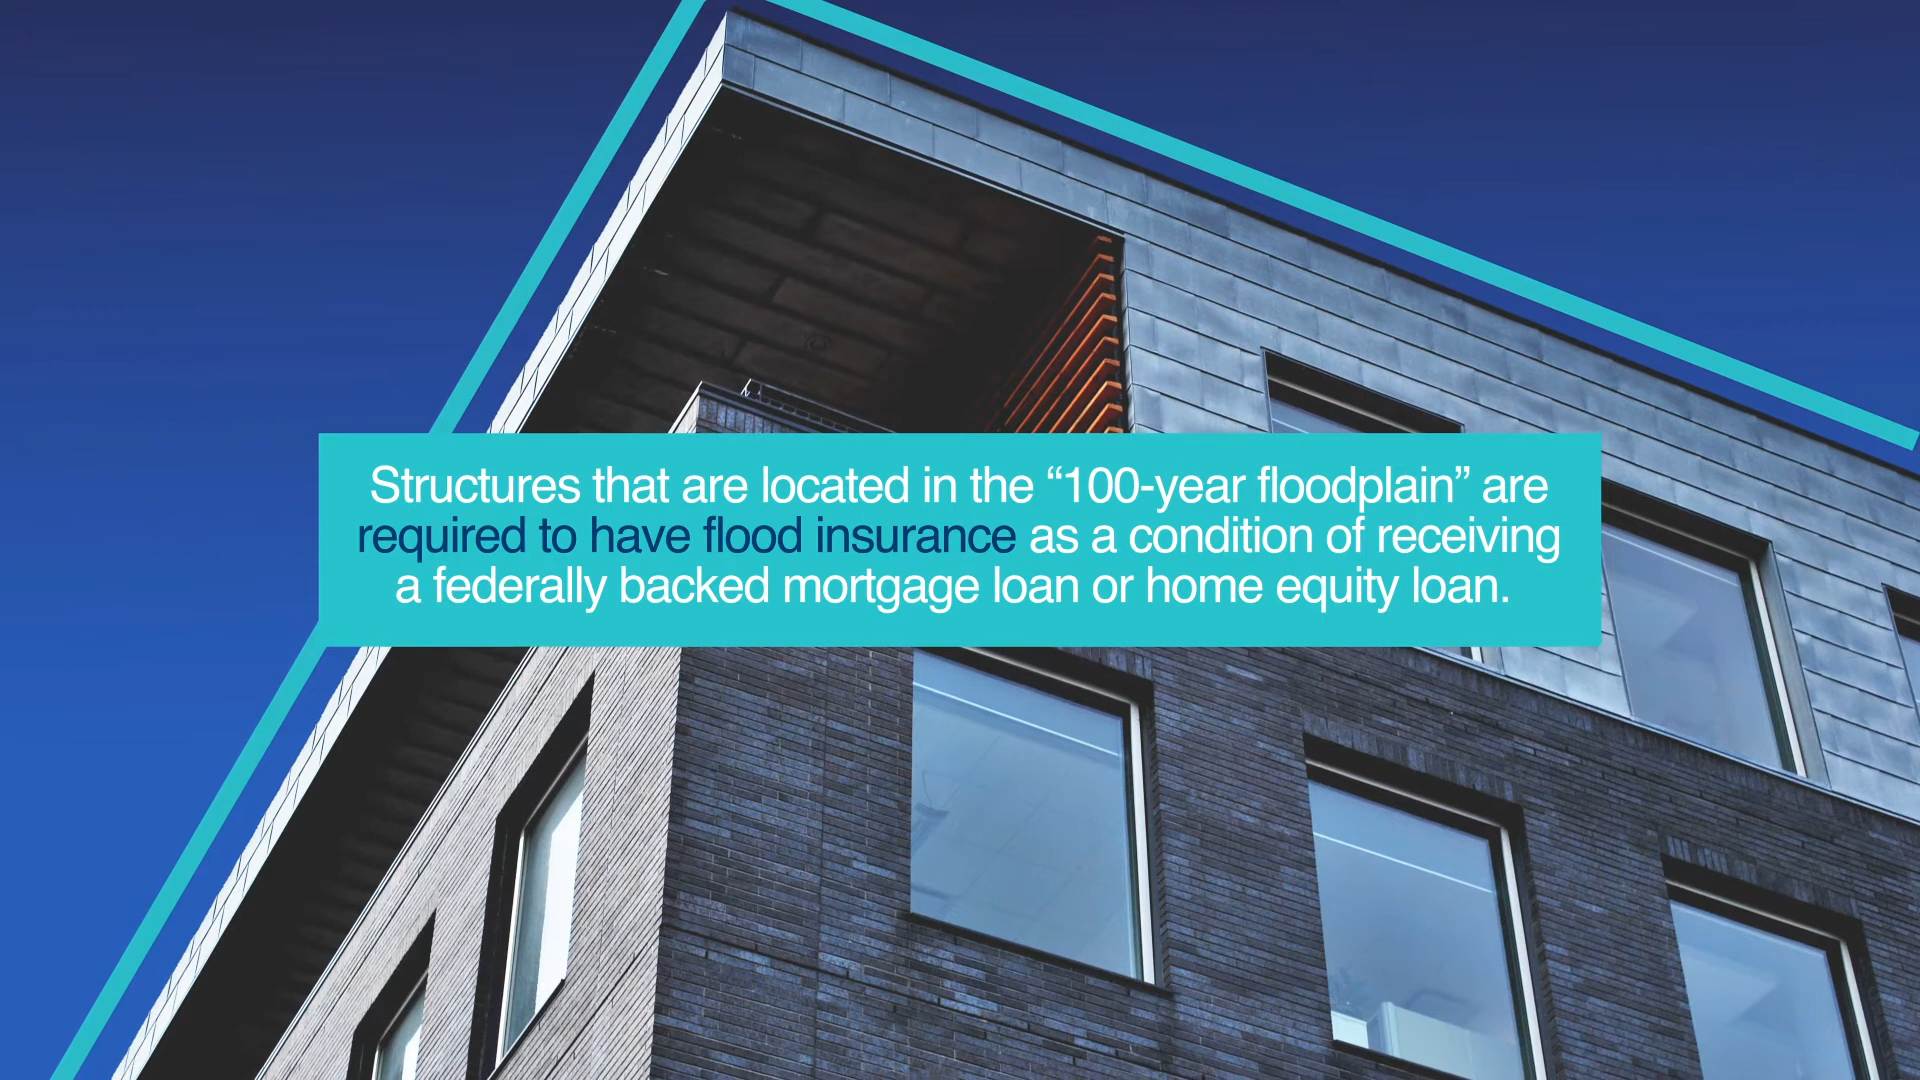 Structures that are located in the “100-year floodplain” are
required to have flood insurance as a condition of receiving
a federally backed mortgage loan or home equity loan.